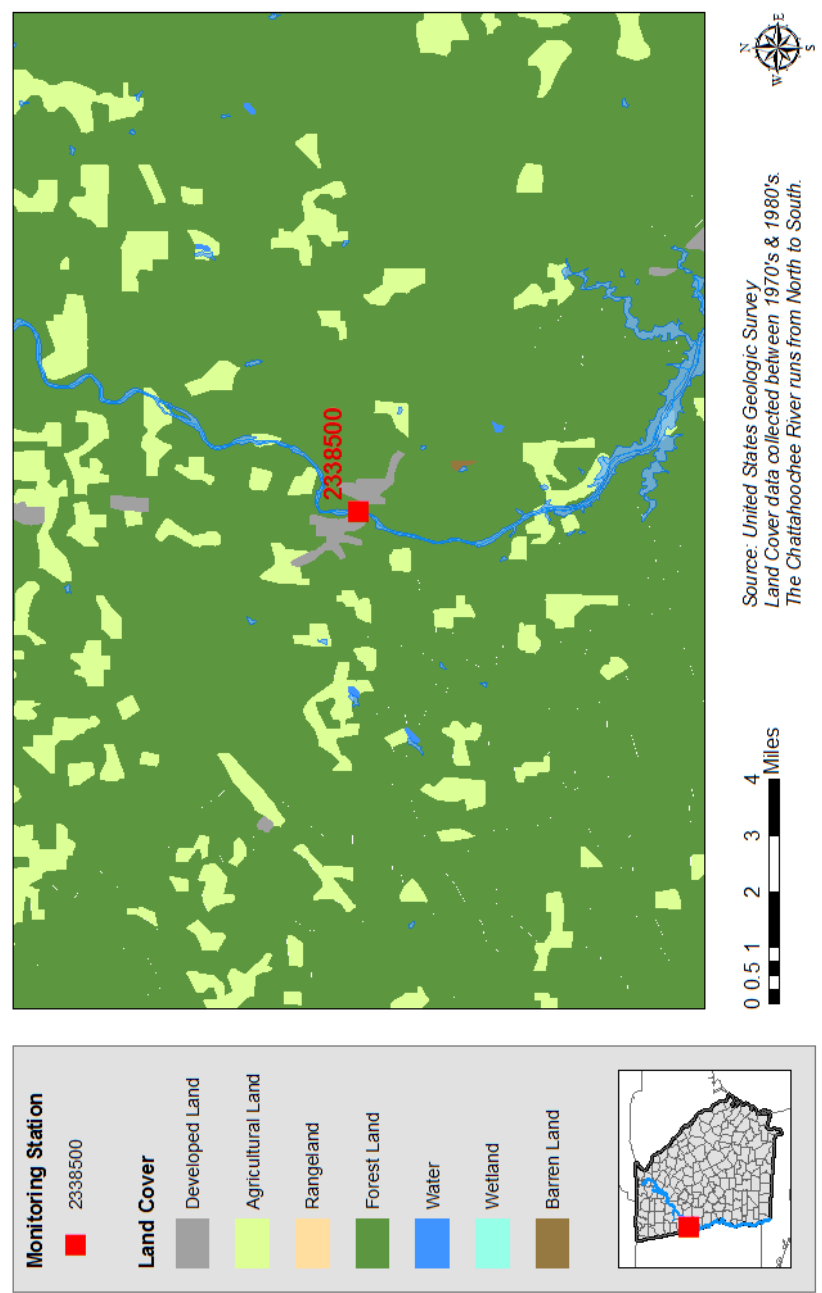 Monitoring Station
2338500
Land Cover
Developed Land
Agricultural Land
Rangeland
Forest Land
Water
Wetland
Barren Land
2338500
0 0.5 1 2 3 4
Miles
Source: United States Geologic Survey
Land Cover data collected between 1970's & 1980's.
The Chattahoochee River runs from North to South.
N
W E
S